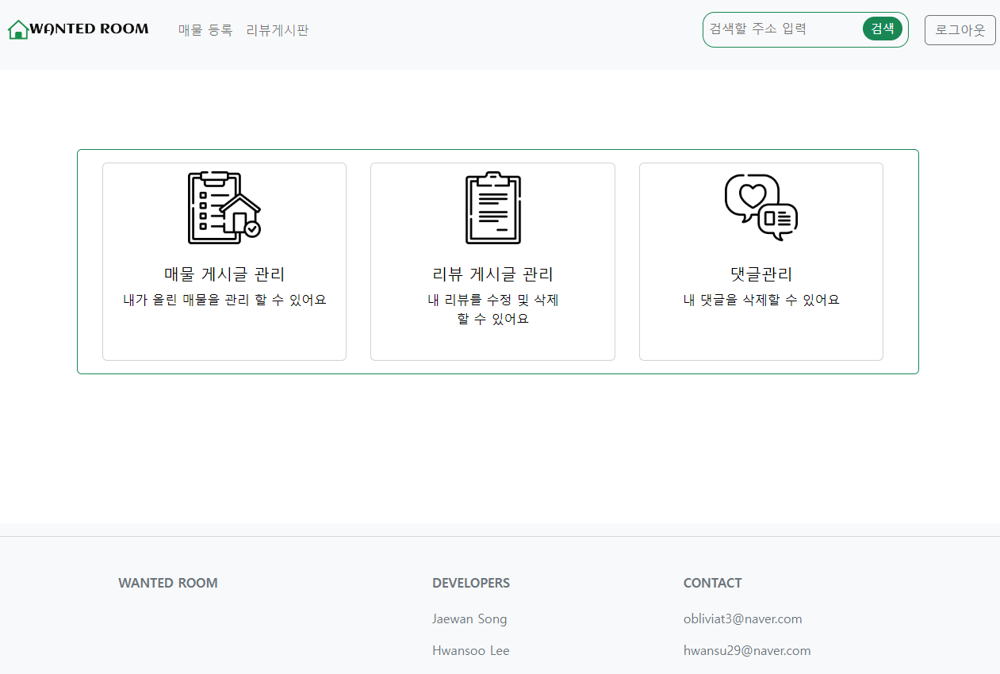 WANTED ROOM
매물 등록 리뷰게시판
검색할 주소 입력
검색
로그아웃
매물 게시글 관리
내가 올린 매물을 관리 할 수 있어요
리뷰 게시글 관리
내 리뷰를 수정 및 삭제
할 수 있어요
댓글관리
내 댓글을 삭제할 수 있어요
WANTED ROOM
DEVELOPERS
Jaewan Song
Hwansoo Lee
CONTACT
obliviat3@naver.com
hwansu29@naver.com